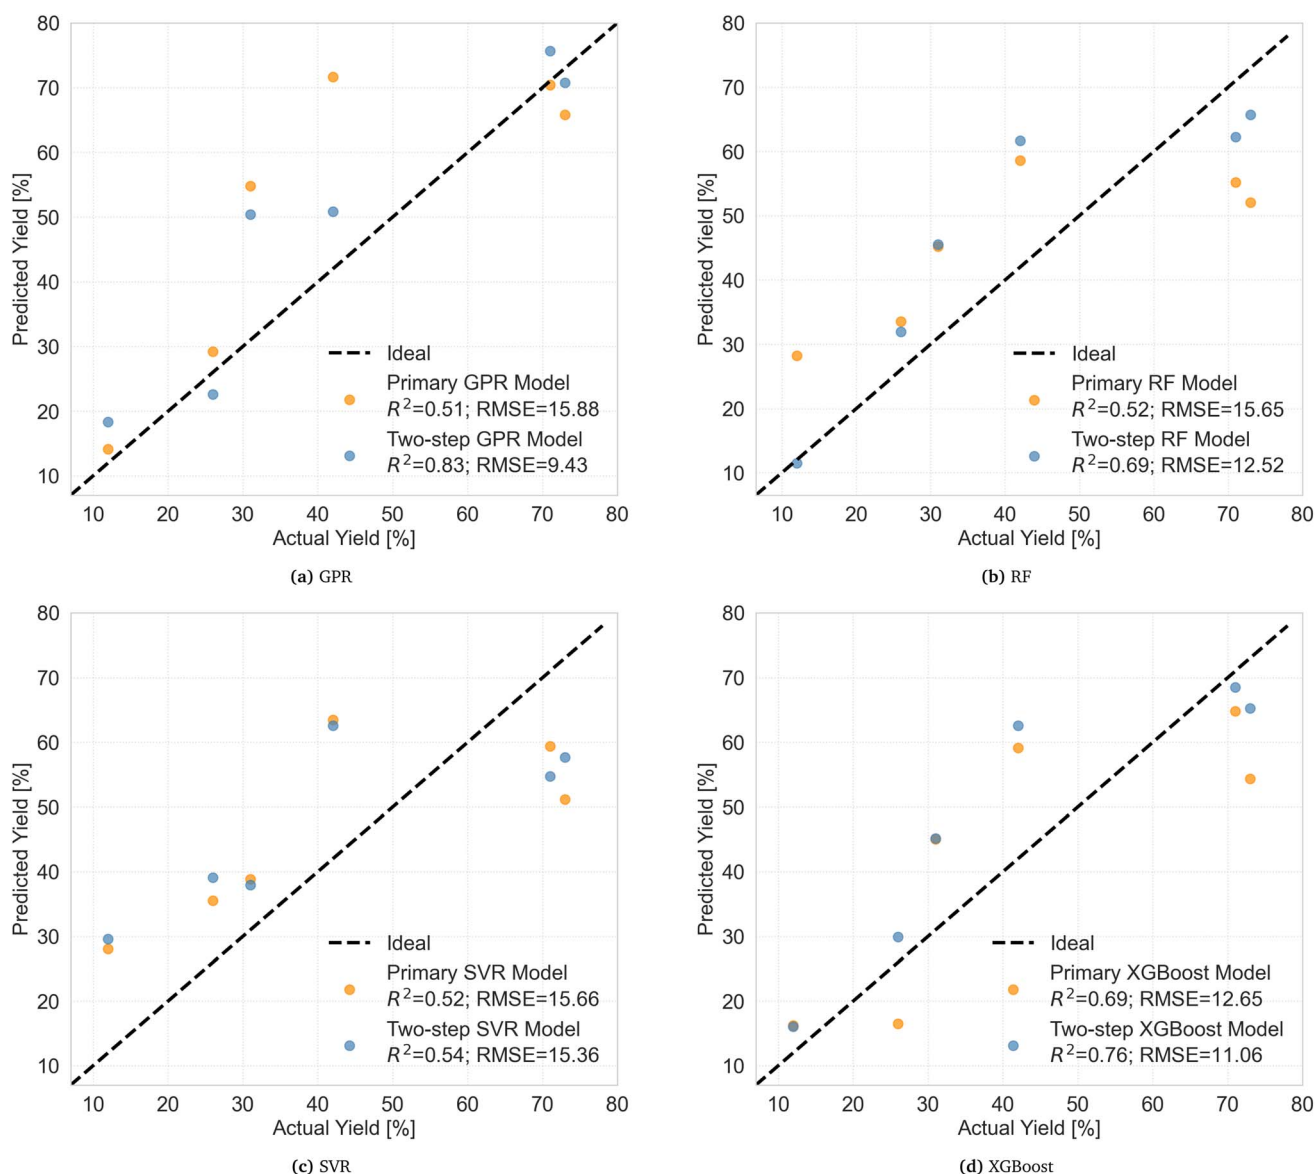 80
70
60
50
40
30
20
10
Predicted Yield [%]
Ideal
Primary GPR Model
R²=0.51; RMSE=15.88
Two-step GPR Model
R²=0.83; RMSE=9.43
10 20 30 40 50 60 70 80
Actual Yield [%]
(a) GPR
80
70
60
50
40
30
20
10
Predicted Yield [%]
Ideal
Primary RF Model
R²=0.52; RMSE=15.65
Two-step RF Model
R²=0.69; RMSE=12.52
10 20 30 40 50 60 70 80
Actual Yield [%]
(b) RF
80
70
60
50
40
30
20
10
Predicted Yield [%]
Ideal
Primary SVR Model
R²=0.52; RMSE=15.66
Two-step SVR Model
R²=0.54; RMSE=15.36
10 20 30 40 50 60 70 80
Actual Yield [%]
(c) SVR
80
70
60
50
40
30
20
10
Predicted Yield [%]
Ideal
Primary XGBoost Model
R²=0.69; RMSE=12.65
Two-step XGBoost Model
R²=0.76; RMSE=11.06
10 20 30 40 50 60 70 80
Actual Yield [%]
(d) XGBoost